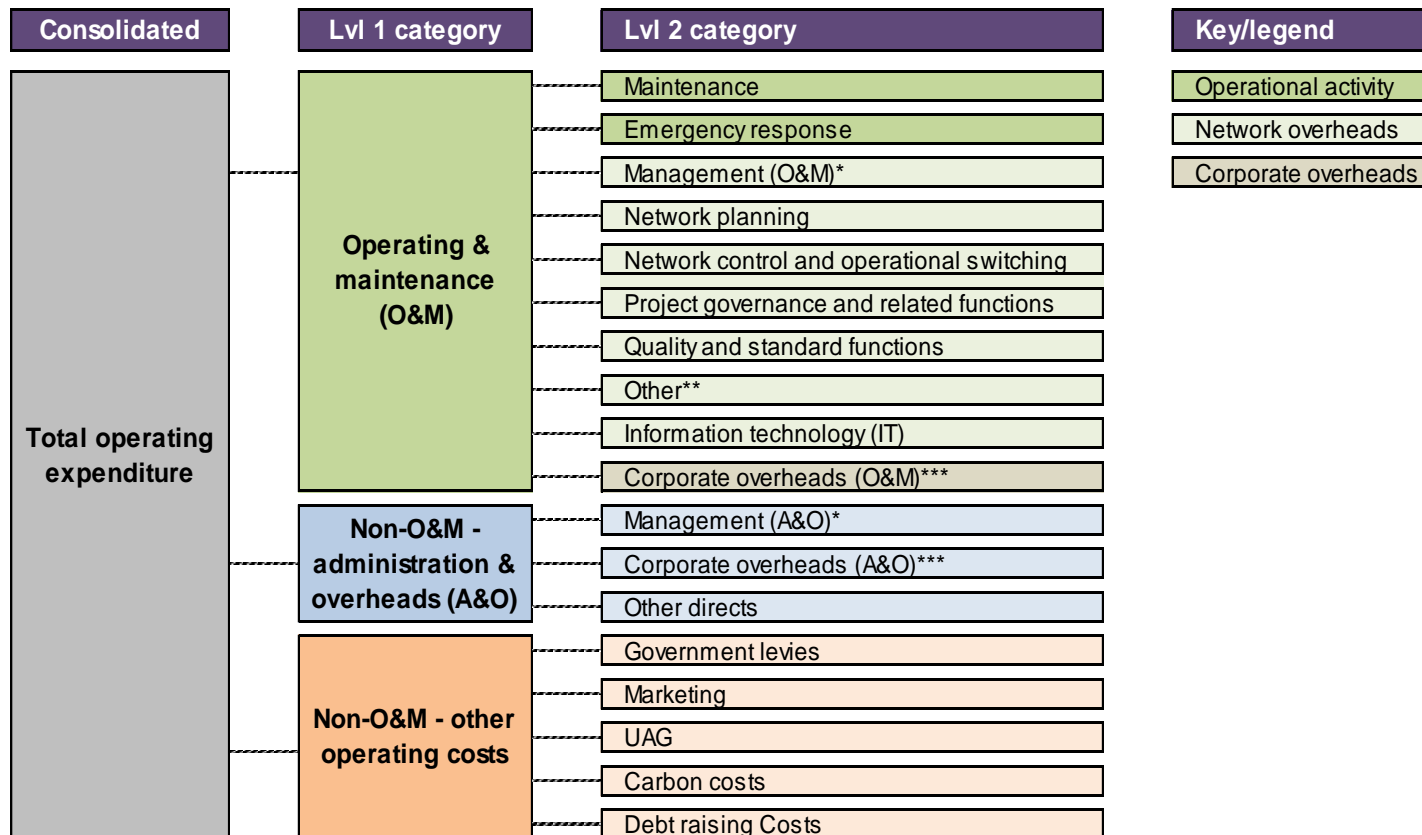 Consolidated
Lvl 1 category
Lvl 2 category
Key/legend
Total operating
expenditure
Operating &
maintenance
(O&M)
Maintenance
Emergency response
Management (O&M)*
Network planning
Network control and operational switching
Project governance and related functions
Quality and standard functions
Other**
Information technology (IT)
Corporate overheads (O&M)***
Non-O&M -
administration &
overheads (A&O)
Management (A&O)*
Corporate overheads (A&O)***
Other directs
Non-O&M - other
operating costs
Government levies
Marketing
UAG
Carbon costs
Debt raising Costs
Operational activity
Network overheads
Corporate overheads